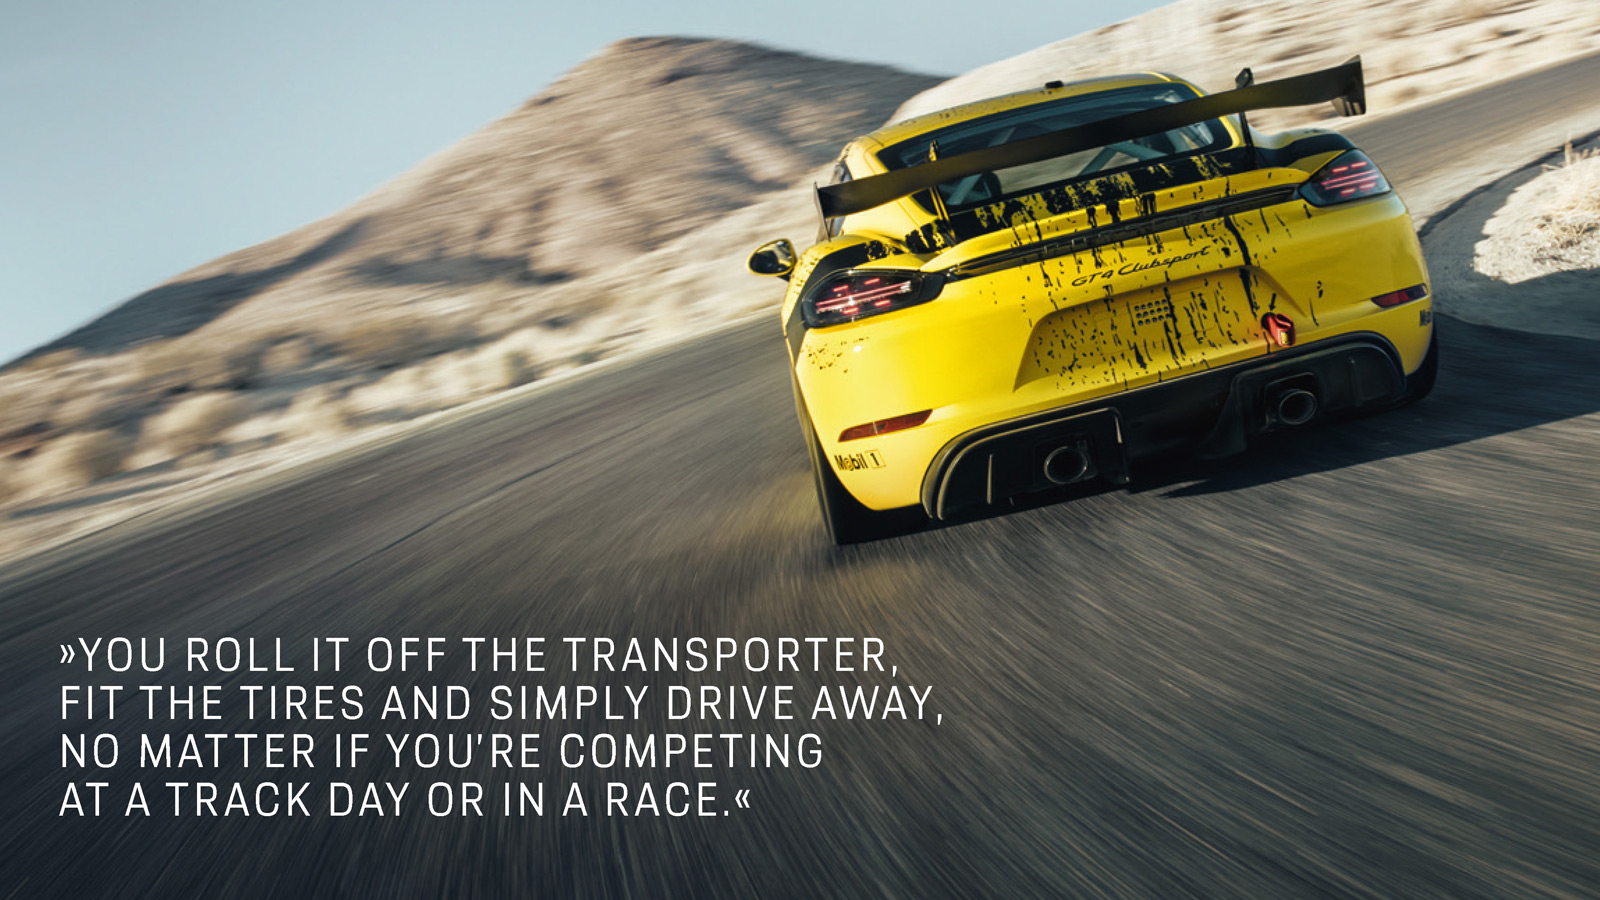 GT4 Clubsport
Mobil 1
»YOU ROLL IT OFF THE TRANSPORTER,
FIT THE TIRES AND SIMPLY DRIVE AWAY,
NO MATTER IF YOU’RE COMPETING
AT A TRACK DAY OR IN A RACE.«